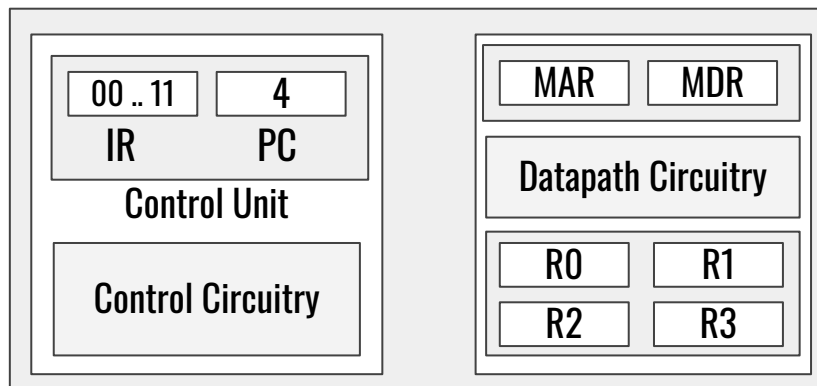 00 .. 11
4
IR
PC
Control Unit
Control Circuitry
MAR
MDR
Datapath Circuitry
R0
R1
R2
R3